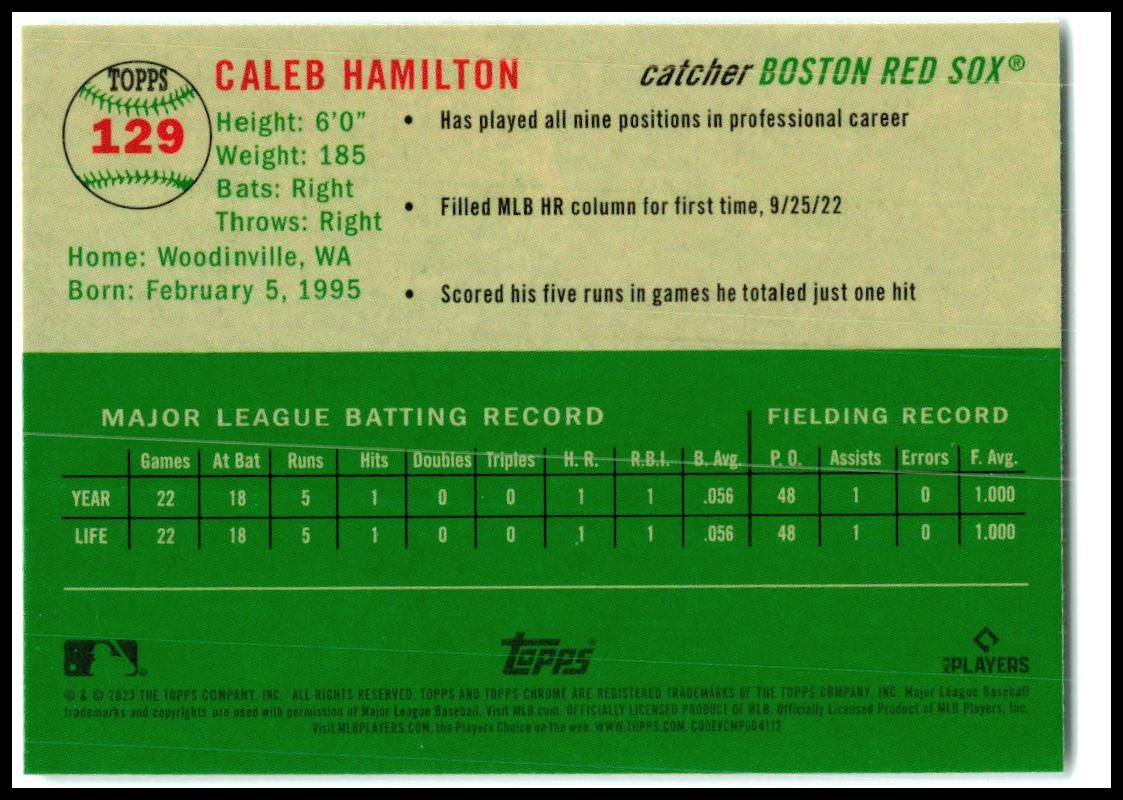 TOPPS
129
CALEB HAMILTON
catcher BOSTON RED SOX®
Height: 6'0"
Weight: 185
Bats: Right
Throws: Right
Home: Woodinville, WA
Born: February 5, 1995
• Has played all nine positions in professional career
• Filled MLB HR column for first time, 9/25/22
• Scored his five runs in games he totaled just one hit
MAJOR LEAGUE BATTING RECORD FIELDING RECORD
Games At Bat Runs Hits Doubles Triples H. R. R.B.I. B. Avg. P. O. Assists Errors F. Avg.
YEAR 22 18 5 1 0 0 1 1 .056 48 1 0 1.000
LIFE 22 18 5 1 0 0 1 1 .056 48 1 0 1.000
Topps®
PLAYERS
© & © 2023 THE TOPPS COMPANY, INC. ALL RIGHTS RESERVED. TOPPS AND TOPPS CHROME ARE REGISTERED TRADEMARKS OF THE TOPPS COMPANY, INC. Major League Baseball
trademarks and copyrights are used with permission of Major League Baseball. Visit MLB.com. OFFICIALLY LICENSED PRODUCT OF MLB. Officially Licensed Product of MLB Players, Inc.
Visit MLBPLAYERS.COM, the Players Choice on the web. WWW.TOPPS.COM. CODE#CMP004112